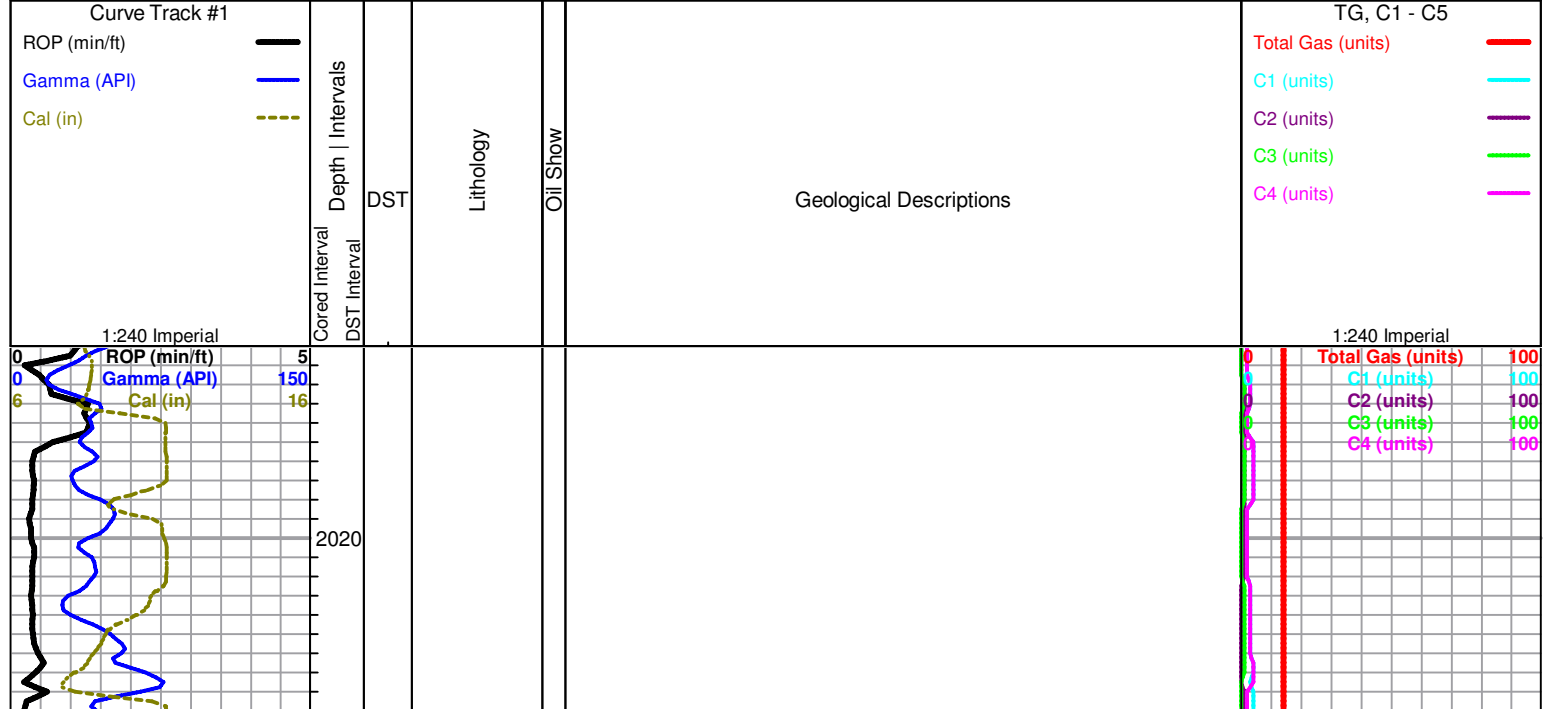 Curve Track #1
ROP (min/ft)
Gamma (API)
Cal (in)
1:240 Imperial
Cored Interval
Depth | Intervals
DST Interval
DST
Lithology
Oil Show
Geological Descriptions
TG, C1 - C5
Total Gas (units)
C1 (units)
C2 (units)
C3 (units)
C4 (units)
1:240 Imperial
0 ROP (min/ft) 5
0 Gamma (API) 150
6 Cal (in) 16
2020
0 Total Gas (units) 100
0 C1 (units) 100
0 C2 (units) 100
0 C3 (units) 100
0 C4 (units) 100